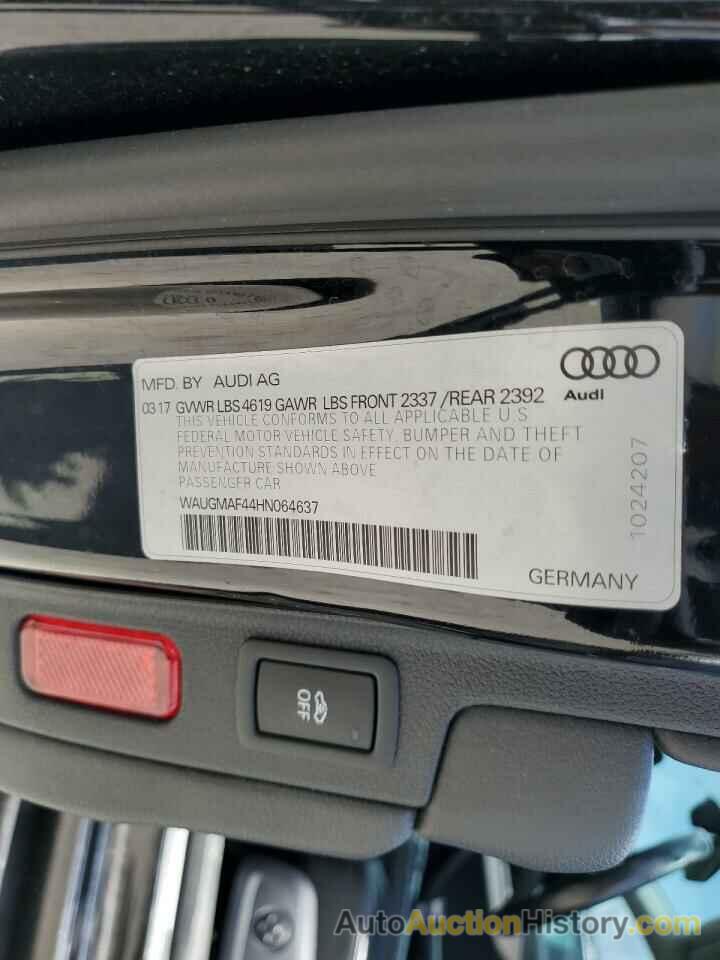 MFD. BY AUDI AG
0317 GVWR LBS 4619 GAWR LBS FRONT 2337 /REAR 2392
THIS VEHICLE CONFORMS TO ALL APPLICABLE U.S
FEDERAL MOTOR VEHICLE SAFETY, BUMPER AND THEFT
PREVENTION STANDARDS IN EFFECT ON THE DATE OF
MANUFACTURE SHOWN ABOVE
PASSENGER CAR
WAUGMAF44HN064637
Audi
1024207
GERMANY
OFF
AutoAuctionHistory.com